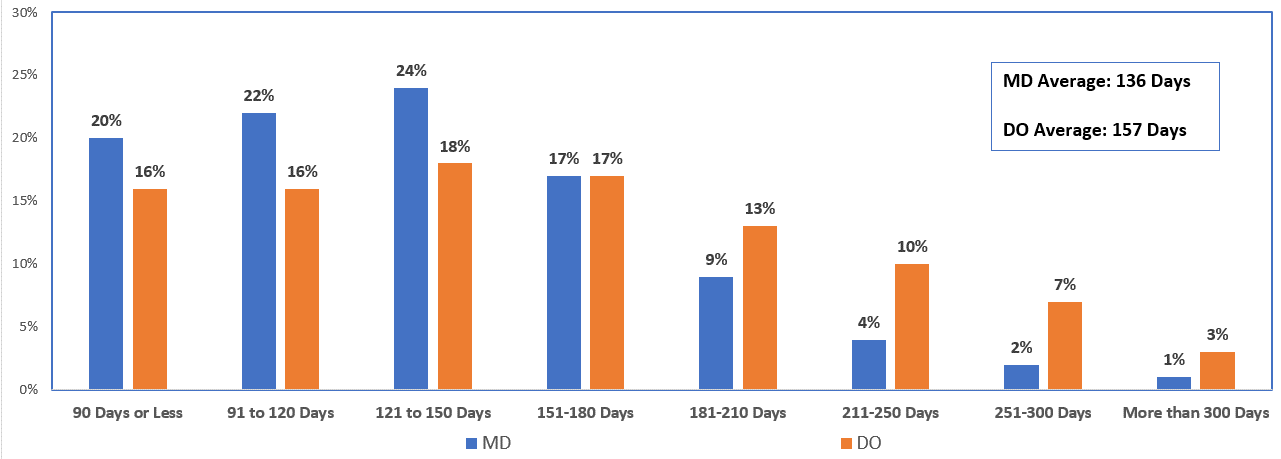 30%
25%
20%
15%
10%
5%
0%
20%
16%
22%
16%
24%
18%
17%
17%
9%
13%
4%
10%
2%
7%
1%
3%
MD Average: 136 Days
DO Average: 157 Days
90 Days or Less
91 to 120 Days
121 to 150 Days
151-180 Days
181-210 Days
211-250 Days
251-300 Days
More than 300 Days
MD
DO